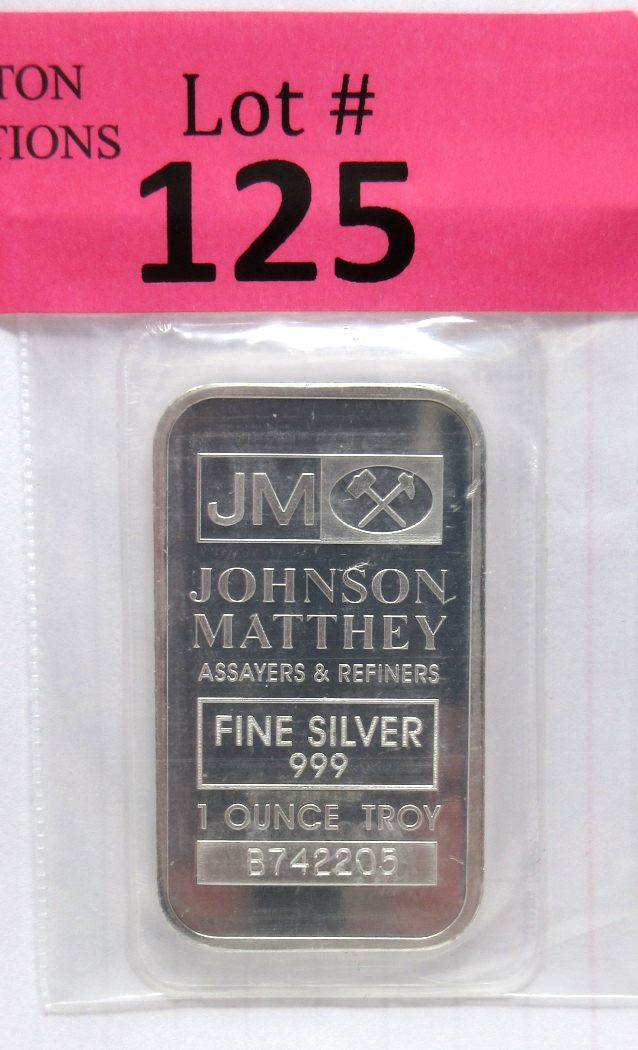 TON
TIONS
Lot #
125
JM
JOHNSON
MATTHEY
ASSAYERS & REFINERS
FINE SILVER
999
1 OUNCE TROY
B742205